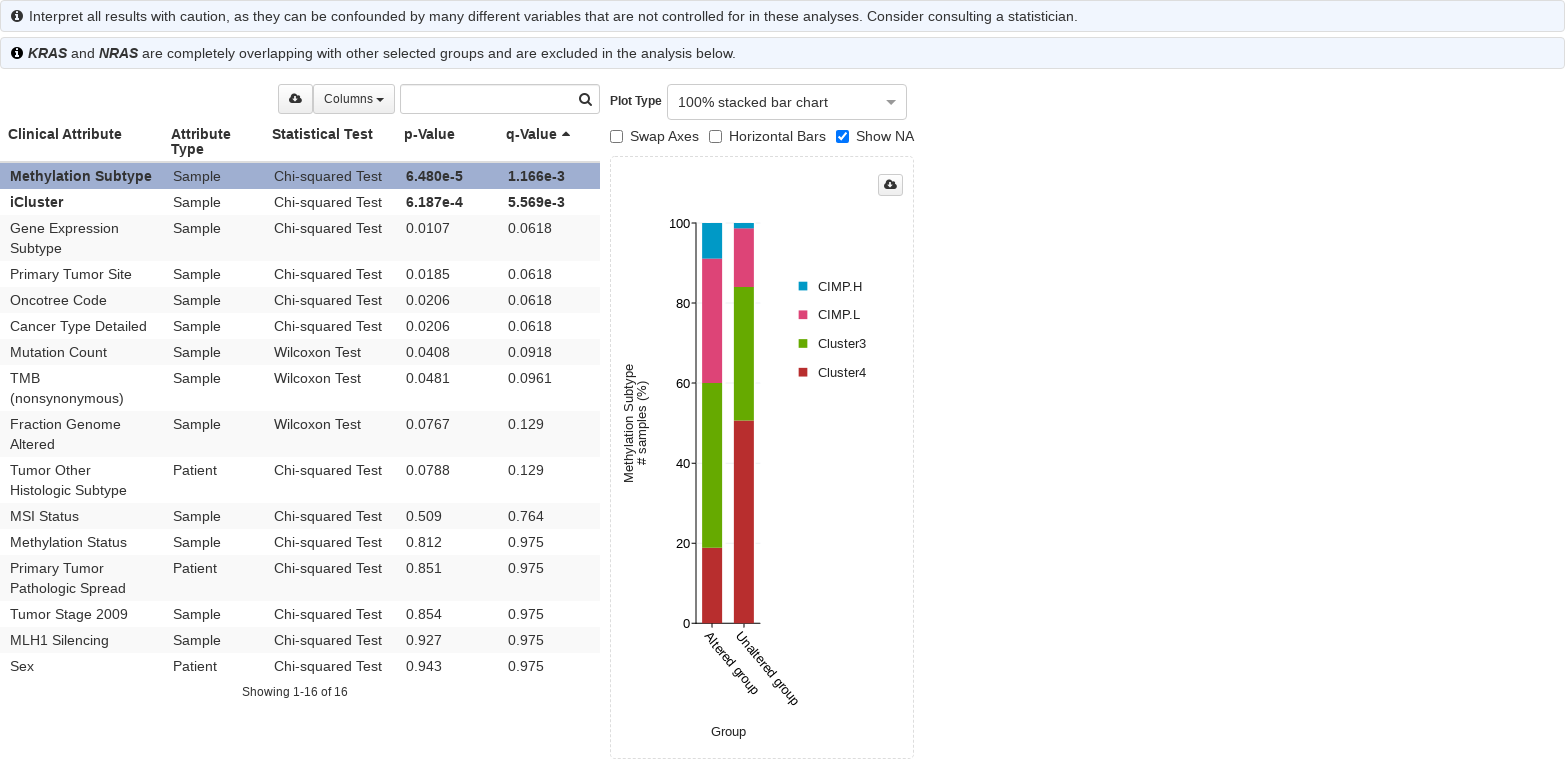 Interpret all results with caution, as they can be confounded by many different variables that are not controlled for in these analyses. Consider consulting a statistician.
KRAS and NRAS are completely overlapping with other selected groups and are excluded in the analysis below.
Columns
Clinical Attribute Attribute Type Statistical Test p-Value q-Value
Methylation Subtype Sample Chi-squared Test 6.480e-5 1.166e-3
iCluster Sample Chi-squared Test 6.187e-4 5.569e-3
Gene Expression Subtype Sample Chi-squared Test 0.0107 0.0618
Primary Tumor Site Sample Chi-squared Test 0.0185 0.0618
Oncotree Code Sample Chi-squared Test 0.0206 0.0618
Cancer Type Detailed Sample Chi-squared Test 0.0206 0.0618
Mutation Count Sample Wilcoxon Test 0.0408 0.0918
TMB (nonsynonymous) Sample Wilcoxon Test 0.0481 0.0961
Fraction Genome Altered Sample Wilcoxon Test 0.0767 0.129
Tumor Other Histologic Subtype Patient Chi-squared Test 0.0788 0.129
MSI Status Sample Chi-squared Test 0.509 0.764
Methylation Status Sample Chi-squared Test 0.812 0.975
Primary Tumor Pathologic Spread Patient Chi-squared Test 0.851 0.975
Tumor Stage 2009 Sample Chi-squared Test 0.854 0.975
MLH1 Silencing Sample Chi-squared Test 0.927 0.975
Sex Patient Chi-squared Test 0.943 0.975
Showing 1-16 of 16
Plot Type 100% stacked bar chart
Swap Axes Horizontal Bars Show NA
Methylation Subtype
# samples (%)
100
80
60
40
20
0
CIMP.H
CIMP.L
Cluster3
Cluster4
Altered group
Unaltered group
Group